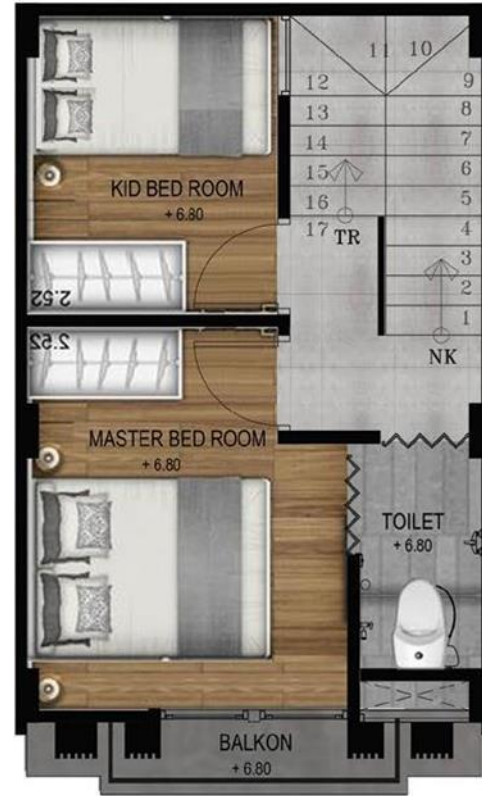 11 10
12 9
13 8
14 7
15 6
16 5
17 TR 4
3
2
1
NK
KID BED ROOM
+ 6.80
2.52
2.52
MASTER BED ROOM
+ 6.80
TOILET
+ 6.80
BALKON
+ 6.80